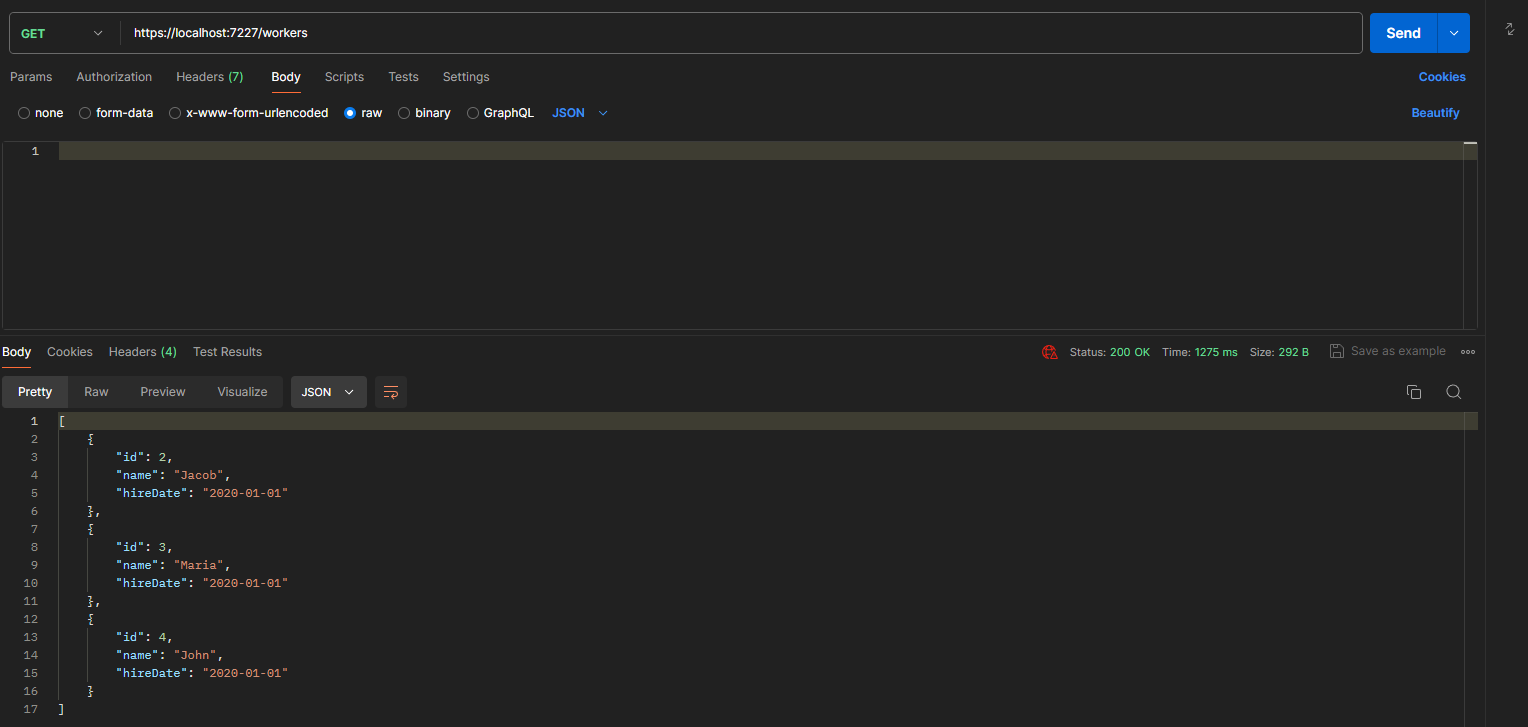 GET https://localhost:7227/workers Send
Params Authorization Headers (7) Body Scripts Tests Settings Cookies
none form-data x-www-form-urlencoded raw binary GraphQL JSON Beautify
1
Body Cookies Headers (4) Test Results Status: 200 OK Time: 1275 ms Size: 292 B Save as example
Pretty Raw Preview Visualize JSON
1 [
2 {
3 "id": 2,
4 "name": "Jacob",
5 "hireDate": "2020-01-01"
6 },
7 {
8 "id": 3,
9 "name": "Maria",
10 "hireDate": "2020-01-01"
11 },
12 {
13 "id": 4,
14 "name": "John",
15 "hireDate": "2020-01-01"
16 }
17 ]